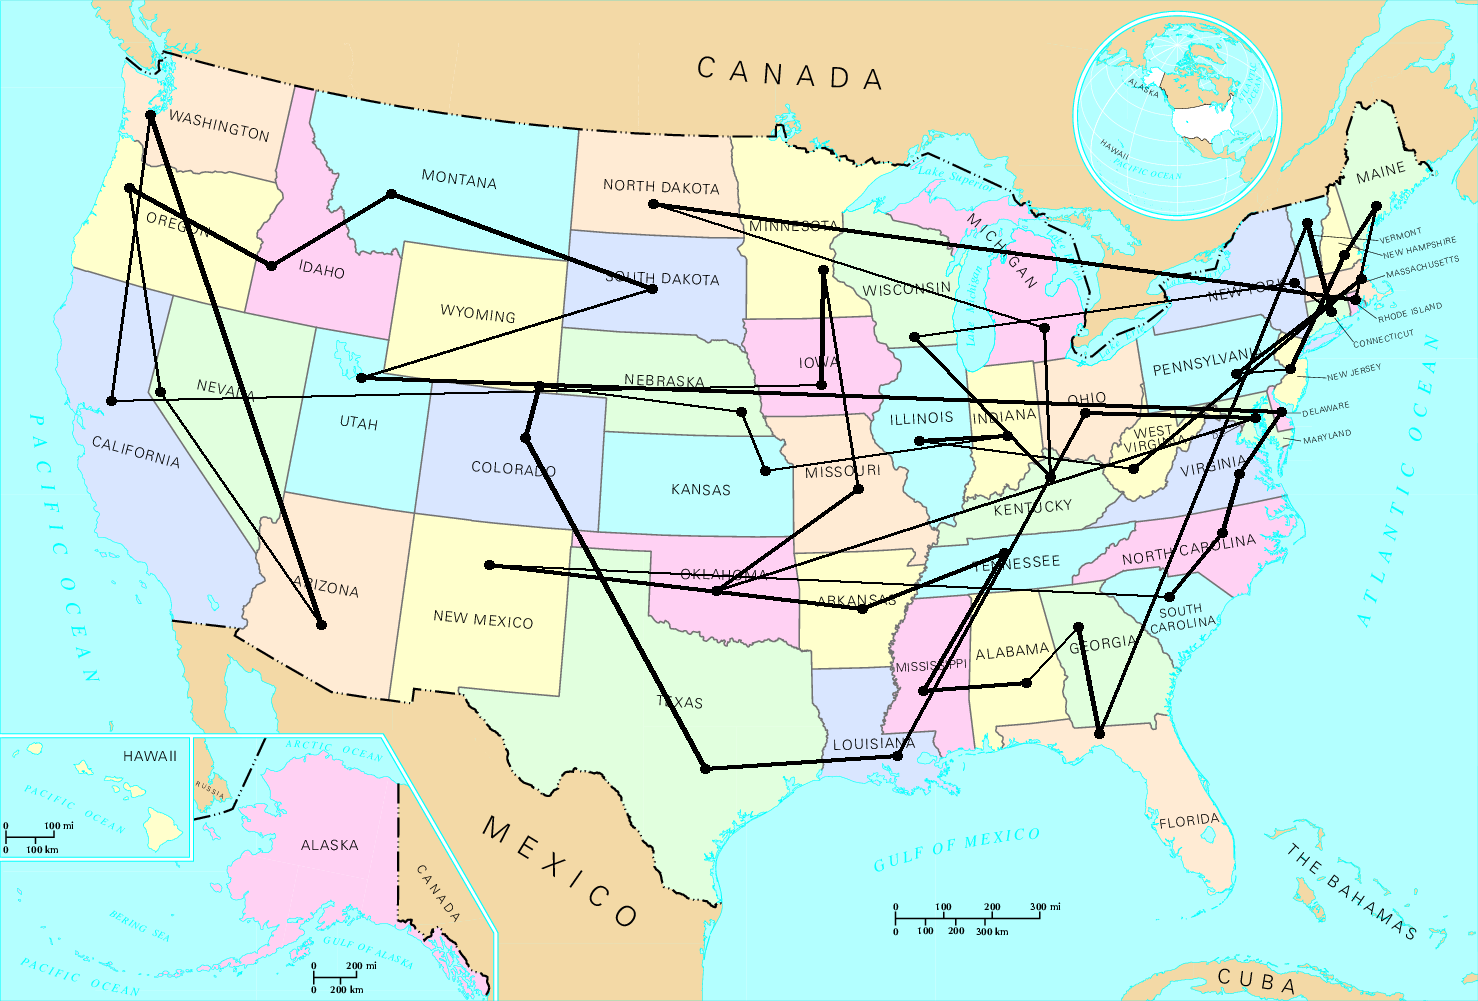 CANADA
ALASKA
ATLANTIC OCEAN
HAWAII
PACIFIC OCEAN
WASHINGTON
MONTANA
NORTH DAKOTA
MINNESOTA
Lake Superior
MICHIGAN
Lake Michigan
MAINE
VERMONT
NEW HAMPSHIRE
MASSACHUSETTS
RHODE ISLAND
CONNECTICUT
NEW YORK
OREGON
IDAHO
WYOMING
SOUTH DAKOTA
WISCONSIN
IOWA
NEBRASKA
PENNSYLVANIA
NEW JERSEY
DELAWARE
MARYLAND
NEVADA
UTAH
COLORADO
KANSAS
MISSOURI
ILLINOIS
INDIANA
OHIO
WEST
VIRGINIA
VIRGINIA
KENTUCKY
CALIFORNIA
ARIZONA
NEW MEXICO
OKLAHOMA
ARKANSAS
TENNESSEE
NORTH CAROLINA
SOUTH
CAROLINA
MISSISSIPPI
ALABAMA
GEORGIA
TEXAS
LOUISIANA
FLORIDA
PACIFIC OCEAN
ATLANTIC OCEAN
GULF OF MEXICO
MEXICO
THE BAHAMAS
CUBA
HAWAII
PACIFIC OCEAN
0 100 mi
0 100 km
ARCTIC OCEAN
RUSSIA
ALASKA
CANADA
BERING SEA
GULF OF ALASKA
PACIFIC OCEAN
0 200 mi
0 200 km
0 100 200 300 mi
0 100 200 300 km